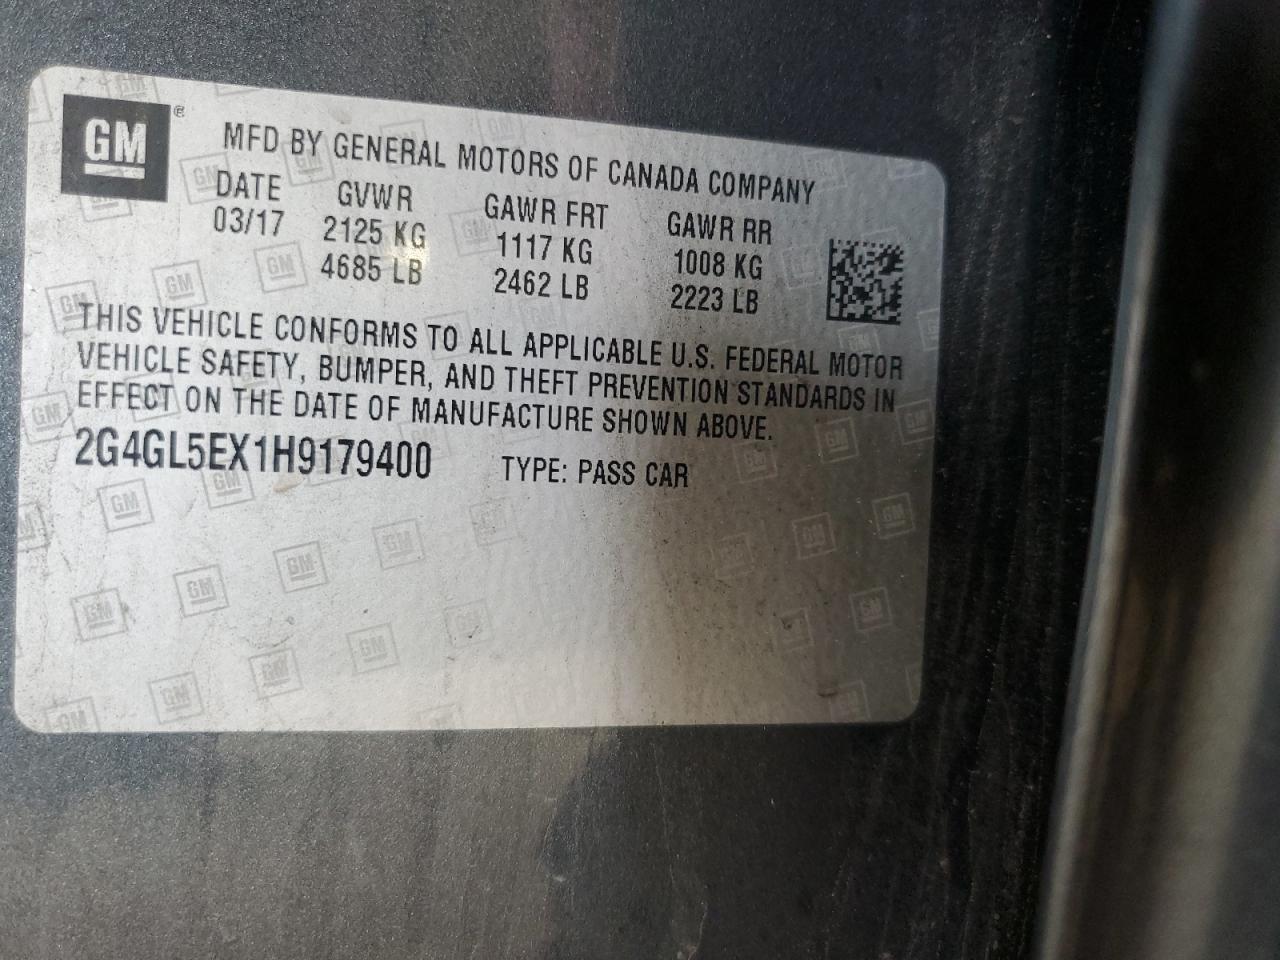 GM ®
MFD BY GENERAL MOTORS OF CANADA COMPANY
DATE GVWR GAWR FRT GAWR RR
03/17 2125 KG 1117 KG 1008 KG
4685 LB 2462 LB 2223 LB
THIS VEHICLE CONFORMS TO ALL APPLICABLE U.S. FEDERAL MOTOR
VEHICLE SAFETY, BUMPER, AND THEFT PREVENTION STANDARDS IN
EFFECT ON THE DATE OF MANUFACTURE SHOWN ABOVE.
2G4GL5EX1H9179400 TYPE: PASS CAR